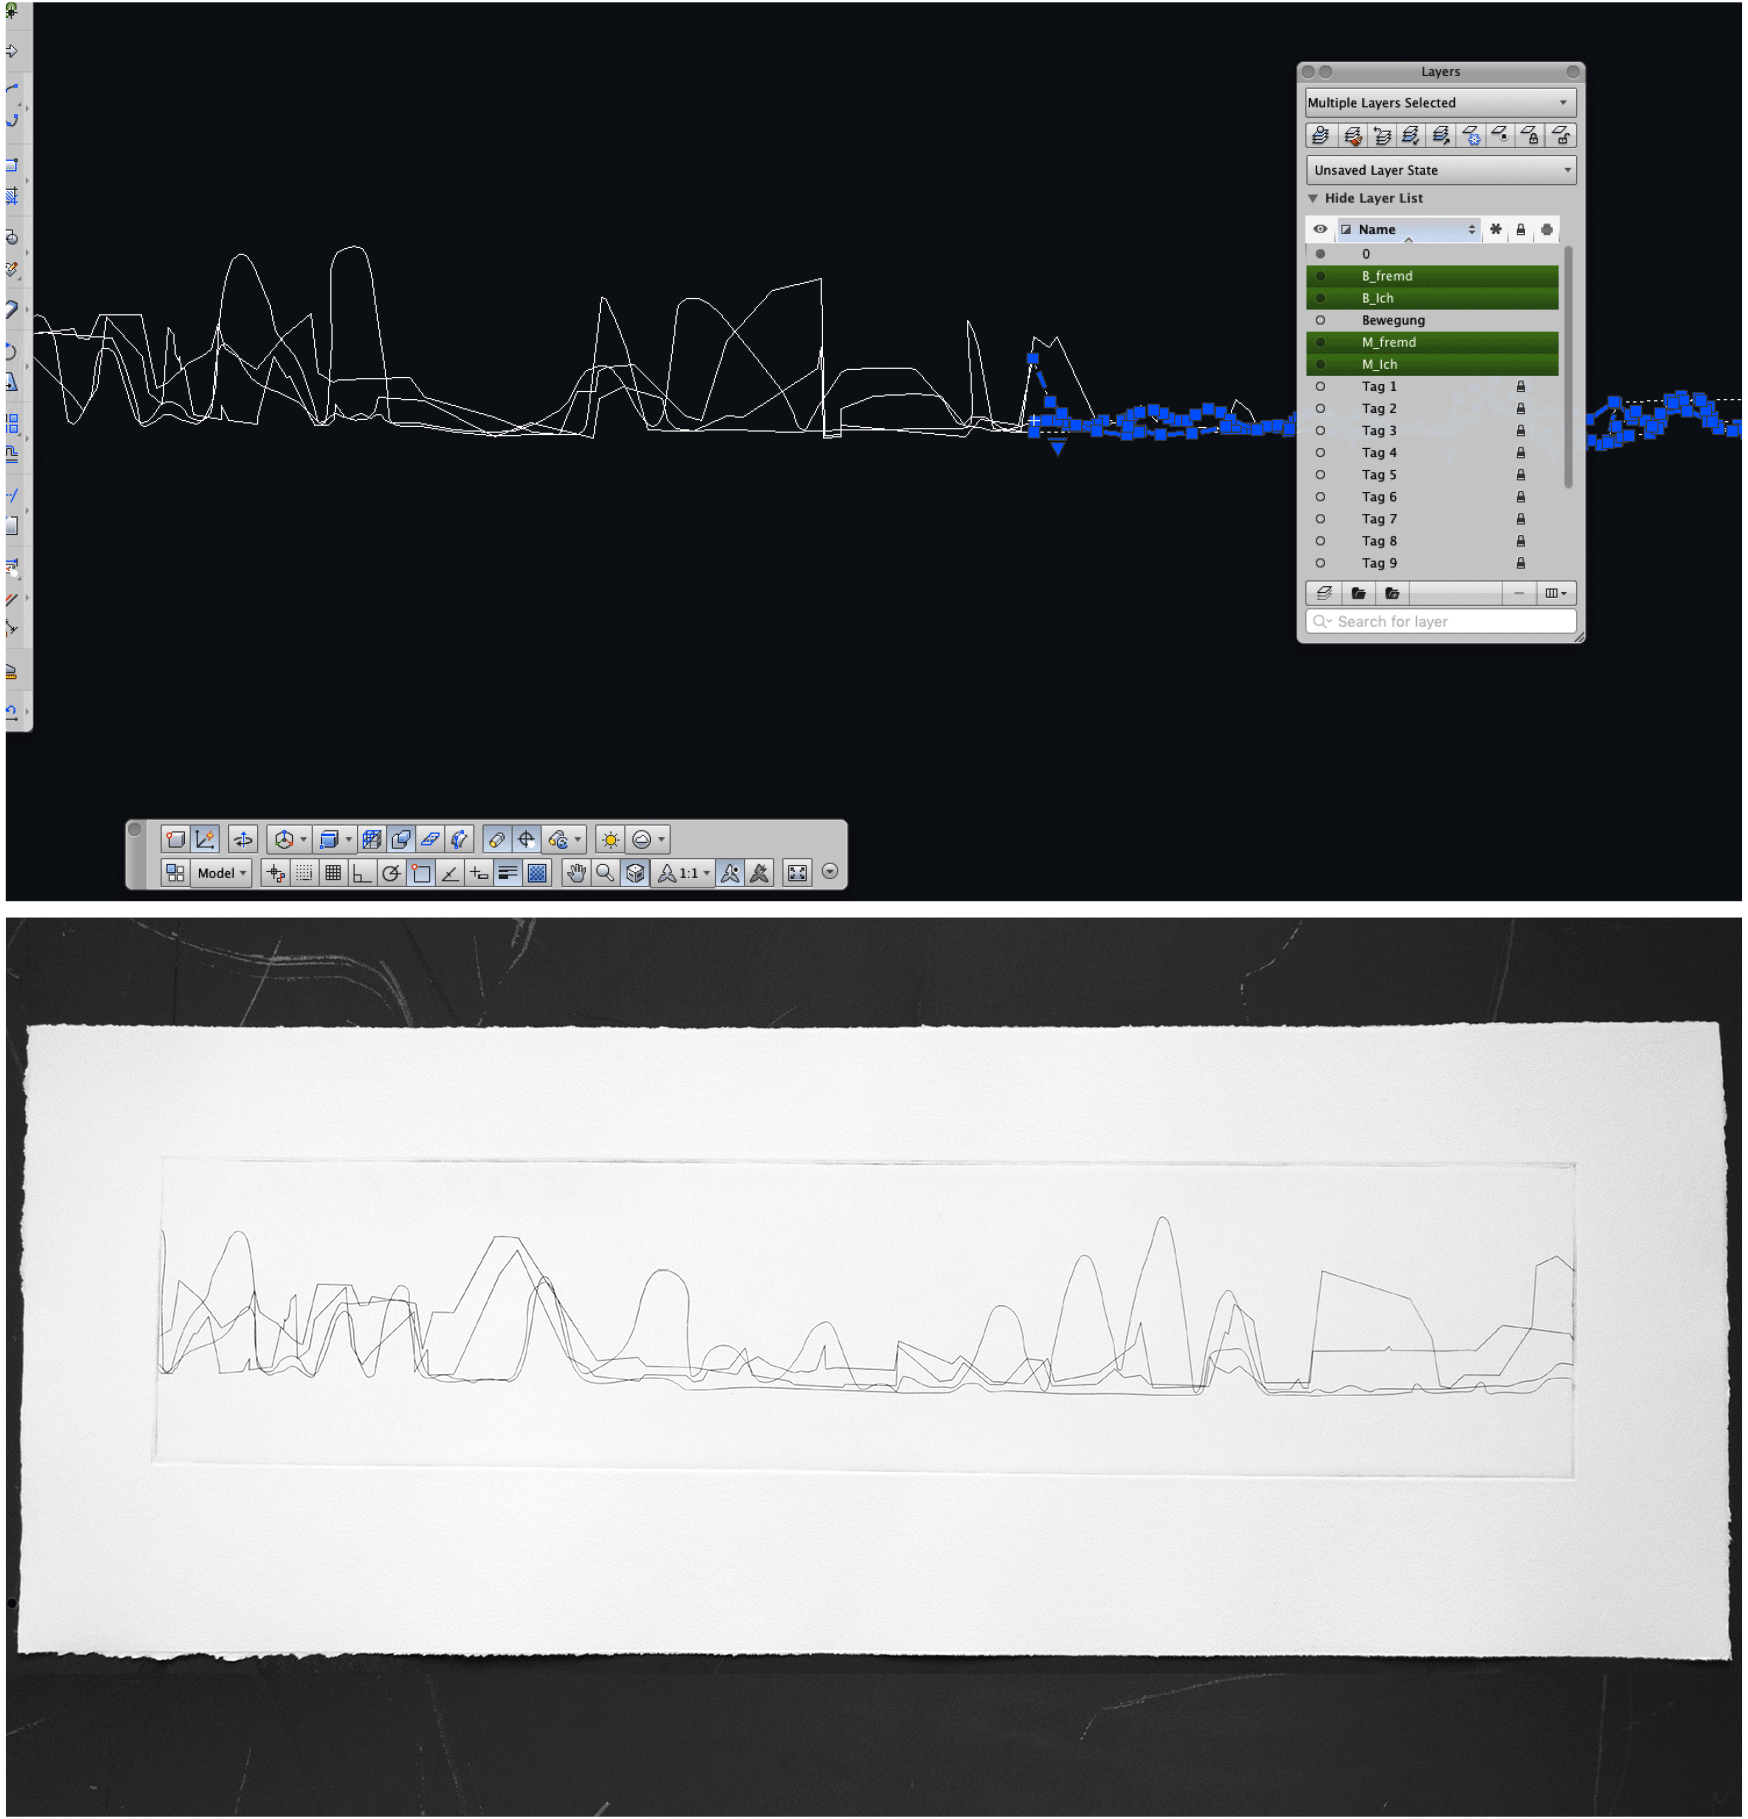 Layers
Multiple Layers Selected
Unsaved Layer State
Hide Layer List
Name
0
B_fremd
B_Ich
Bewegung
M_fremd
M_Ich
Tag 1
Tag 2
Tag 3
Tag 4
Tag 5
Tag 6
Tag 7
Tag 8
Tag 9
Search for layer
Model
1:1